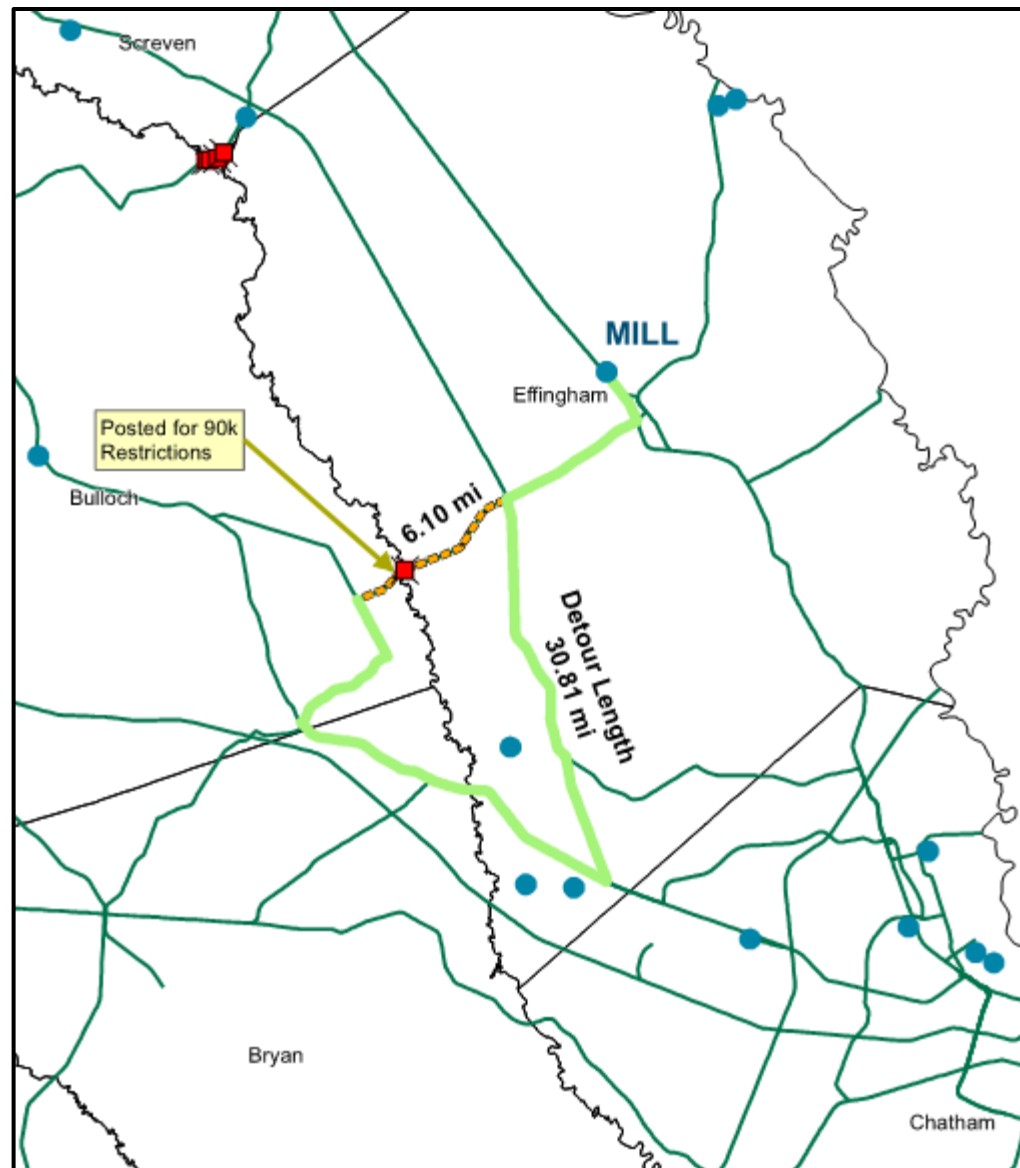 Screven
MILL
Effingham
Posted for 90k
Restrictions
Bulloch
6.10 mi
Detour Length
30.81 mi
Bryan
Chatham